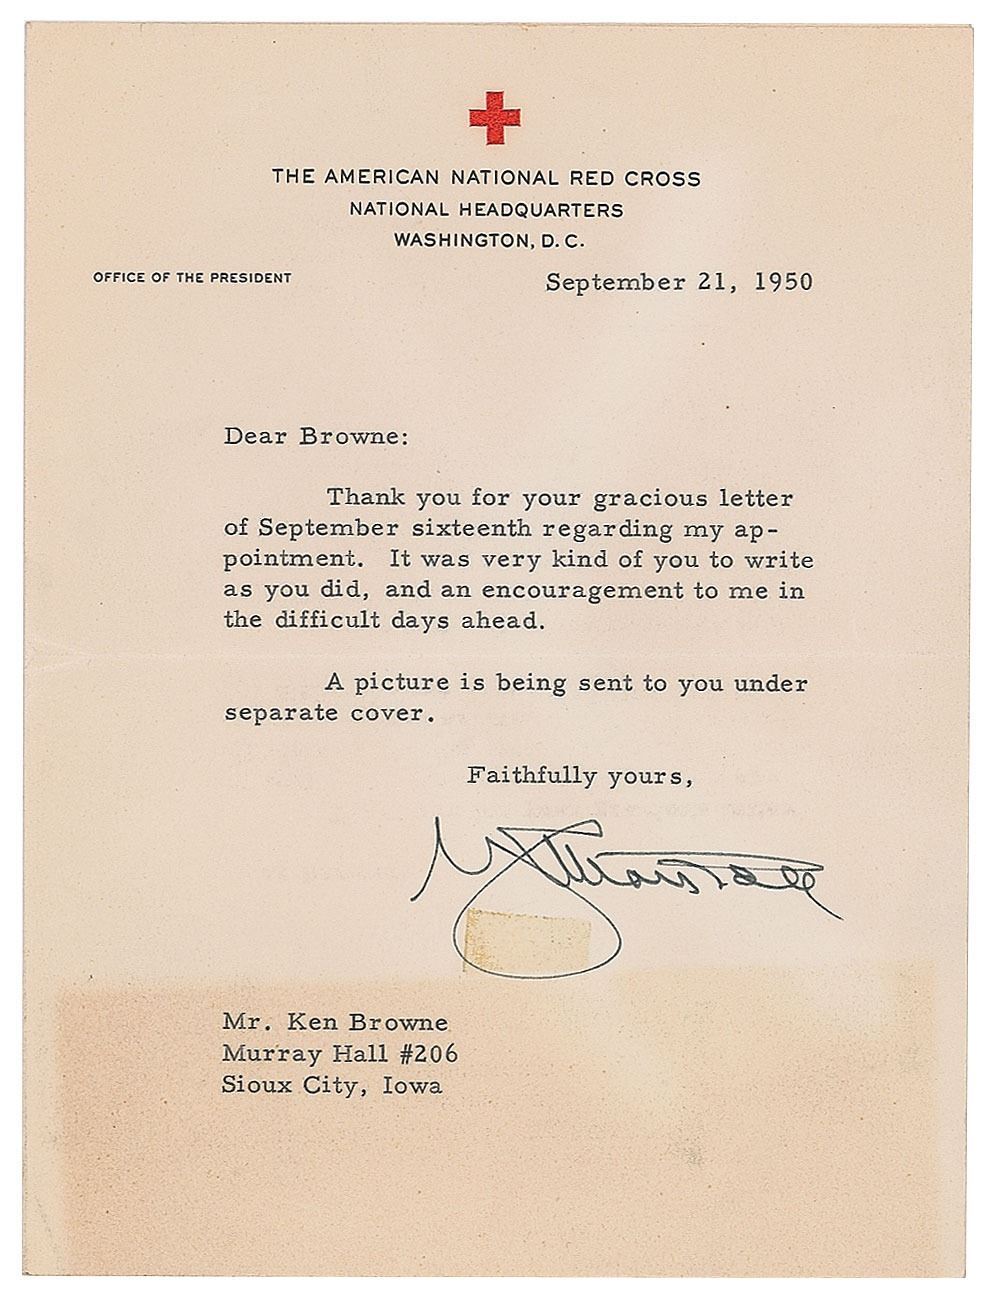 THE AMERICAN NATIONAL RED CROSS
NATIONAL HEADQUARTERS
WASHINGTON, D. C.
OFFICE OF THE PRESIDENT
September 21, 1950
Dear Browne:
Thank you for your gracious letter
of September sixteenth regarding my ap-
pointment. It was very kind of you to write
as you did, and an encouragement to me in
the difficult days ahead.
A picture is being sent to you under
separate cover.
Faithfully yours,
Marshall
Mr. Ken Browne
Murray Hall #206
Sioux City, Iowa